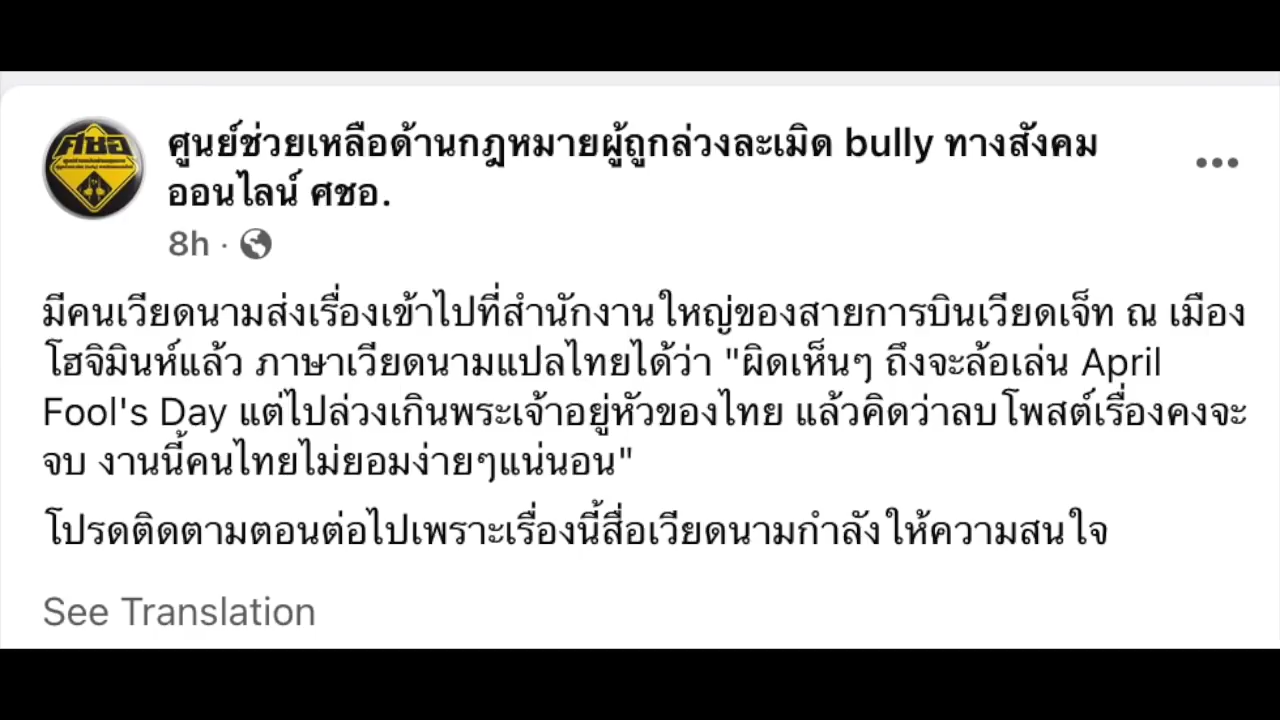 ศชอ
ศูนย์ช่วยเหลือด้านกฎหมายผู้ถูกล่วงละเมิด bully ทางสังคม
ออนไลน์ ศชอ.
8h ·
มีคนเวียดนามส่งเรื่องเข้าไปที่สำนักงานใหญ่ของสายการบินเวียดเจ็ท ณ เมือง
โฮจิมินห์แล้ว ภาษาเวียดนามแปลไทยได้ว่า "ผิดเห็นๆ ถึงจะล้อเล่น April
Fool's Day แต่ไปล่วงเกินพระเจ้าอยู่หัวของไทย แล้วคิดว่าลบโพสต์เรื่องคงจะ
จบ งานนี้คนไทยไม่ยอมง่ายๆแน่นอน"
โปรดติดตามตอนต่อไปเพราะเรื่องนี้สื่อเวียดนามกำลังให้ความสนใจ
See Translation